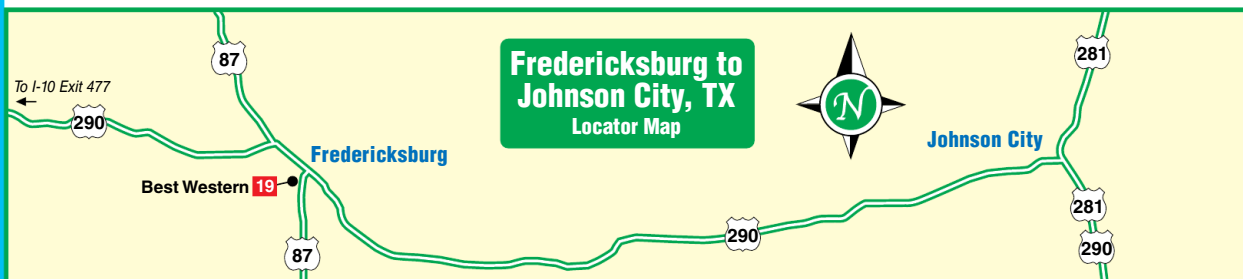 87
281
To I-10 Exit 477
290
Fredericksburg to
Johnson City, TX
Locator Map
N
Fredericksburg
Johnson City
Best Western 19
290
281
87
290